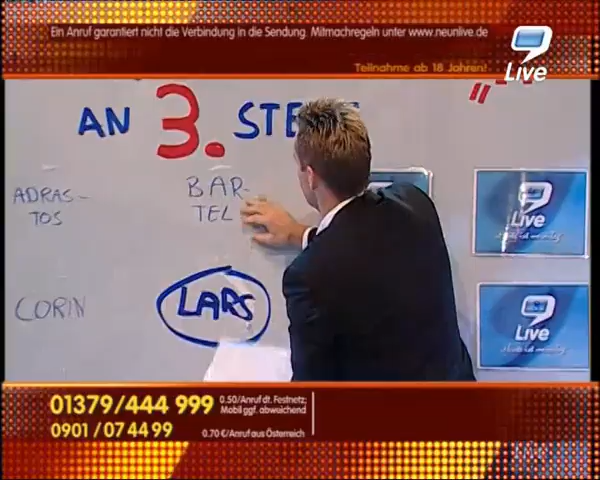 Ein Anruf garantiert nicht die Verbindung in die Sendung. Mitmachregeln unter www.neunlive.de
Teilnahme ab 18 Jahren!
Live
AN 3. STE
"
ADRAS-
TOS
BAR-
TEL
CORIN
LARS
Live
Live
01379/444 999
0.50/Anruf dt. Festnetz;
Mobil ggf. abweichend
0901 / 07 44 99
0.70 €/Anruf aus Österreich